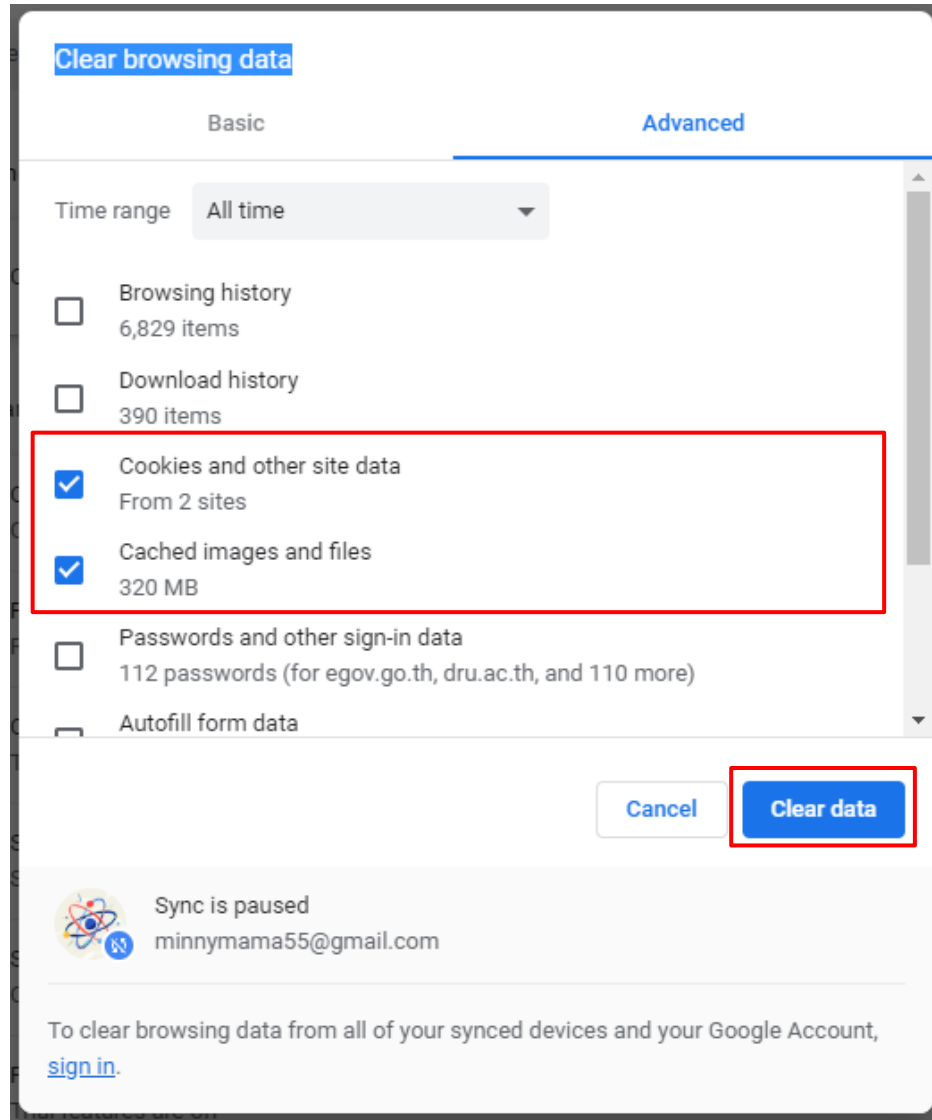 Clear browsing data
Basic
Advanced
Time range
All time
Browsing history
6,829 items
Download history
390 items
Cookies and other site data
From 2 sites
Cached images and files
320 MB
Passwords and other sign-in data
112 passwords (for egov.go.th, dru.ac.th, and 110 more)
Autofill form data
Cancel
Clear data
Sync is paused
minnymama55@gmail.com
To clear browsing data from all of your synced devices and your Google Account,
sign in.